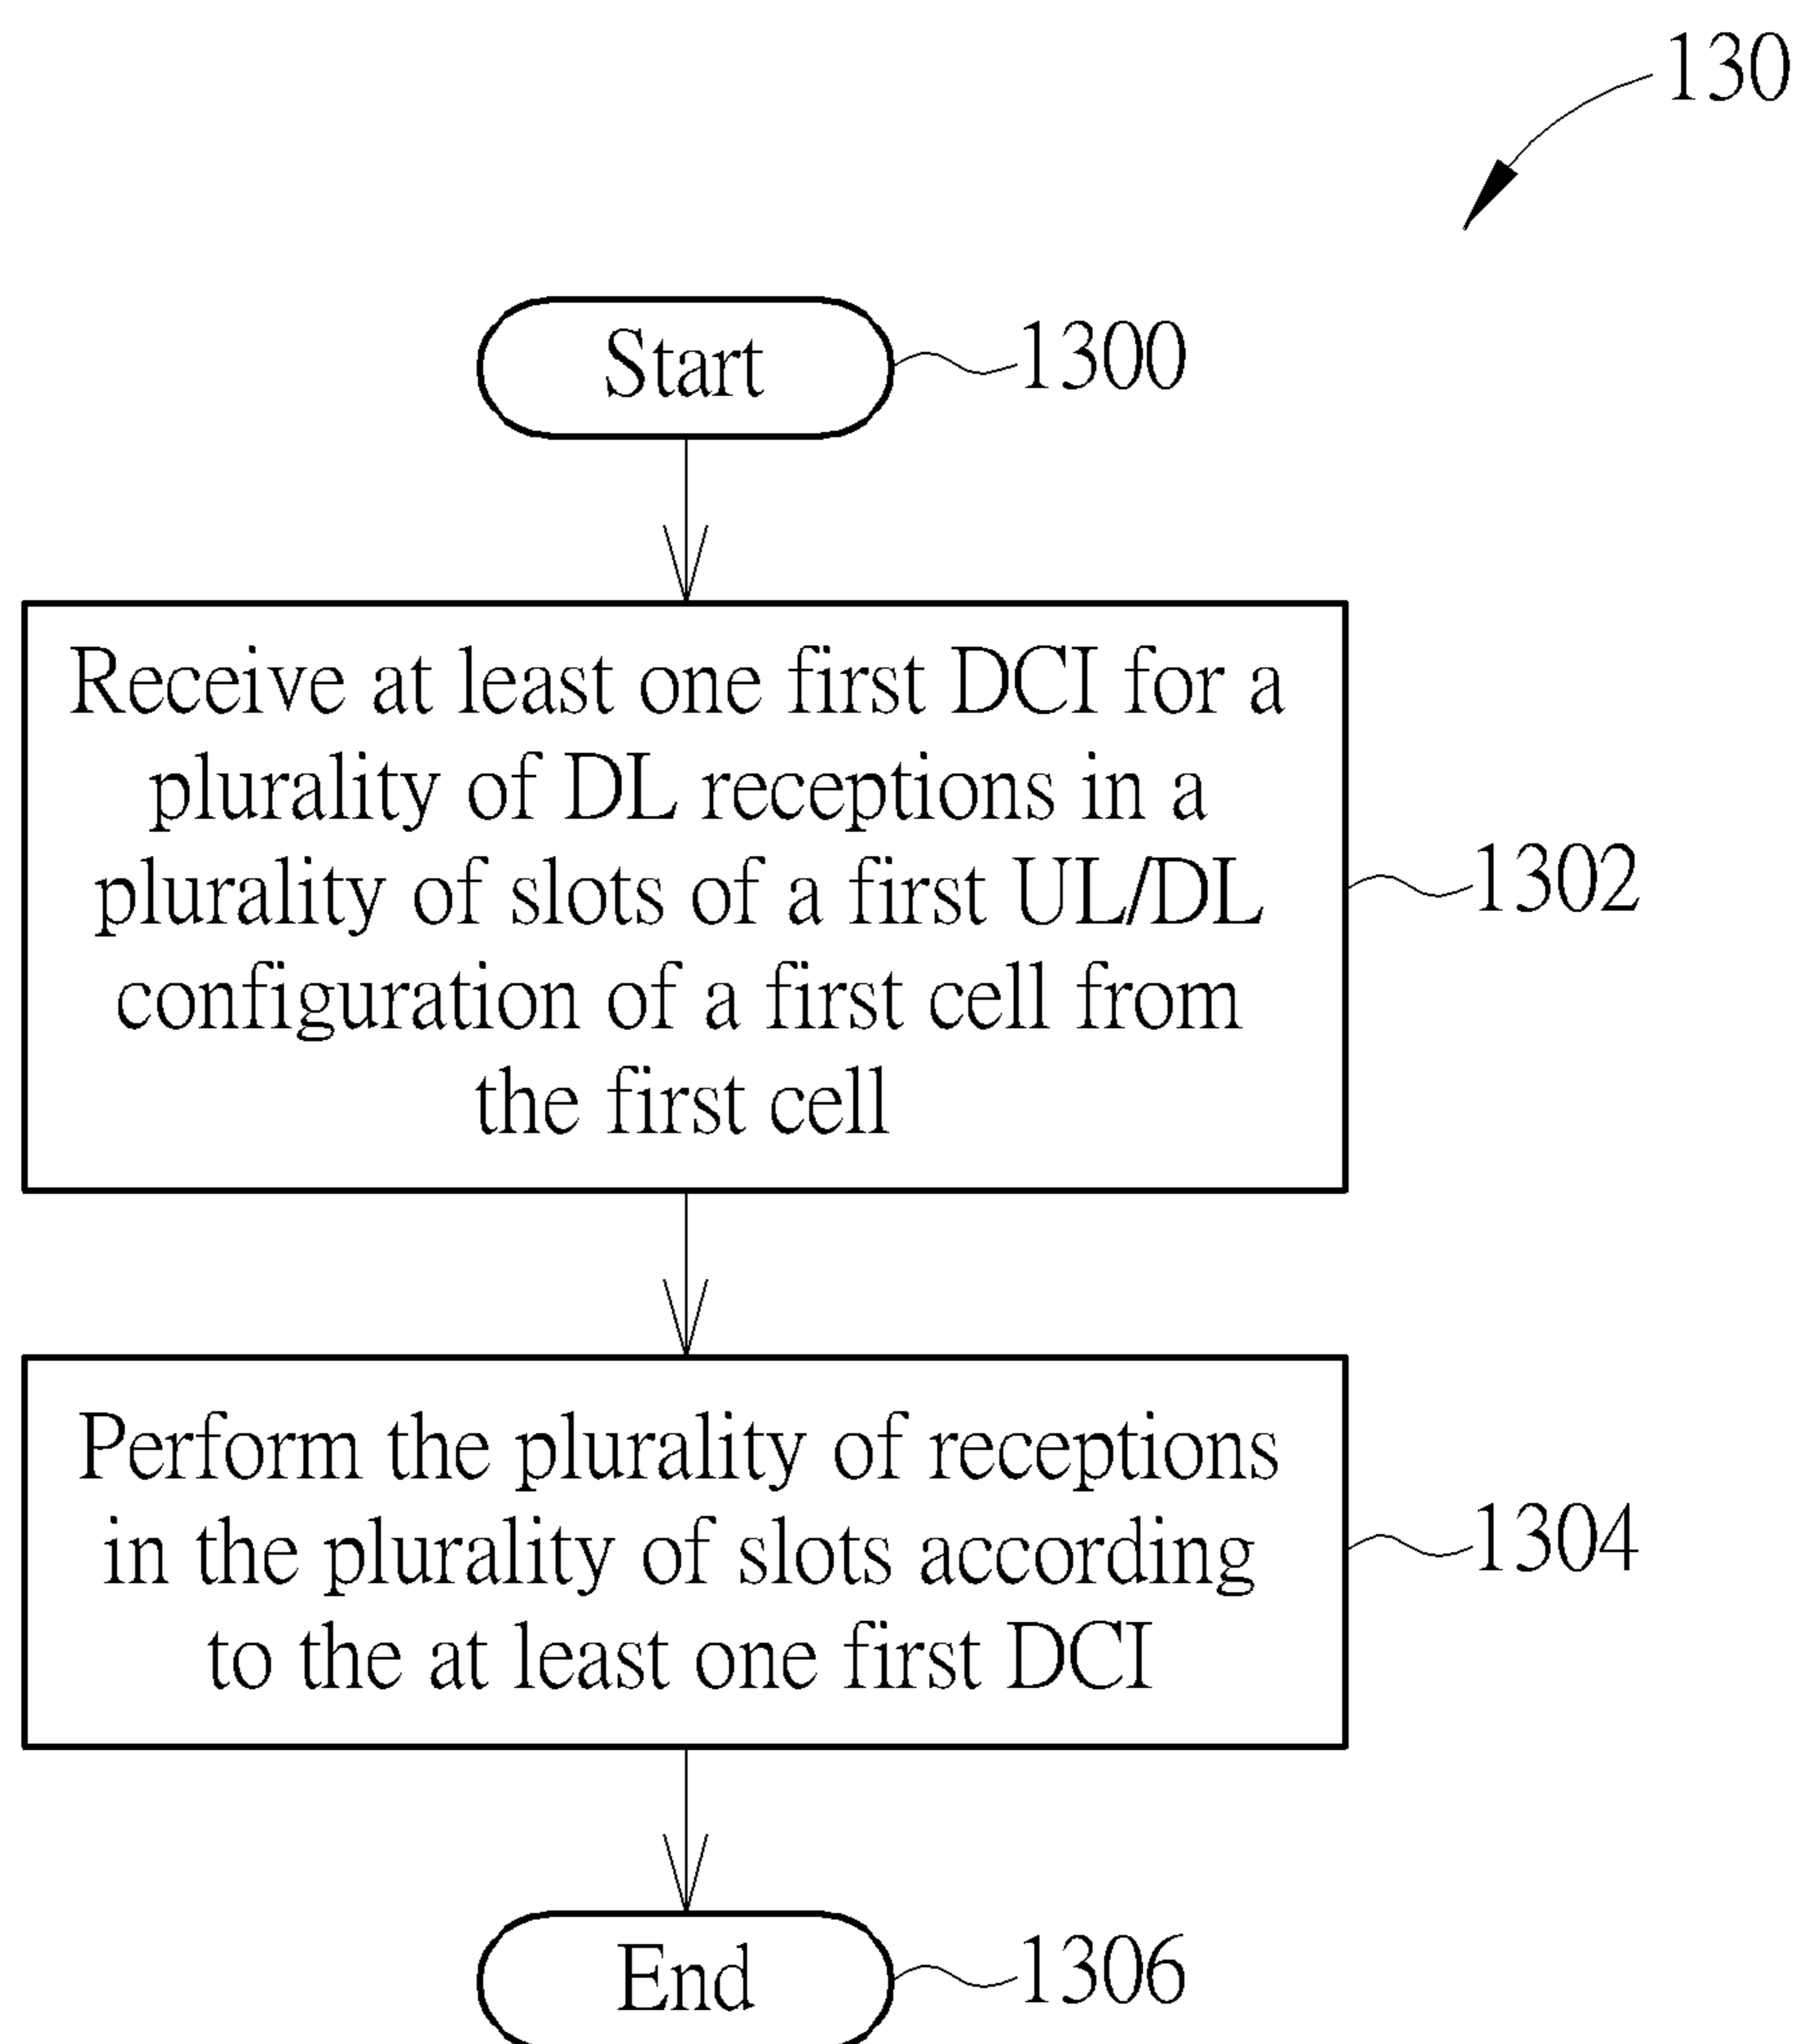 130
Start
1300
Receive at least one first DCI for a
plurality of DL receptions in a
plurality of slots of a first UL/DL
configuration of a first cell from
the first cell
1302
Perform the plurality of receptions
in the plurality of slots according
to the at least one first DCI
1304
End
1306